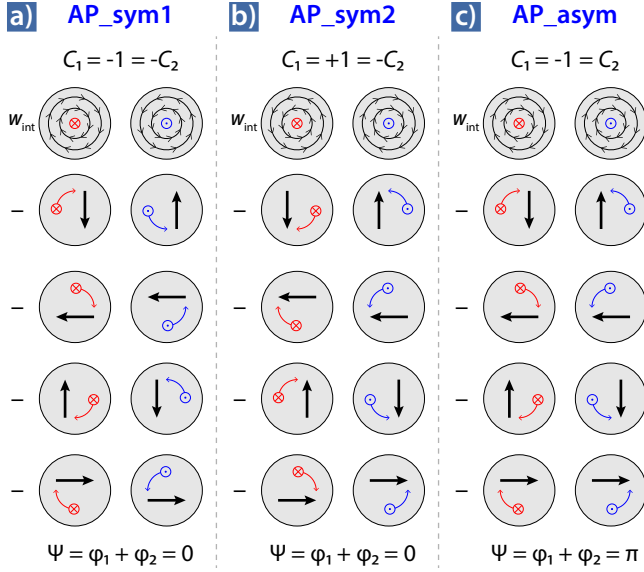 a) AP_sym1
b) AP_sym2
c) AP_asym
C₁ = -1 = -C₂
C₁ = +1 = -C₂
C₁ = -1 = C₂
w_int
w_int
w_int
– – –
– – –
– – –
– – –
Ψ = φ₁ + φ₂ = 0
Ψ = φ₁ + φ₂ = 0
Ψ = φ₁ + φ₂ = π